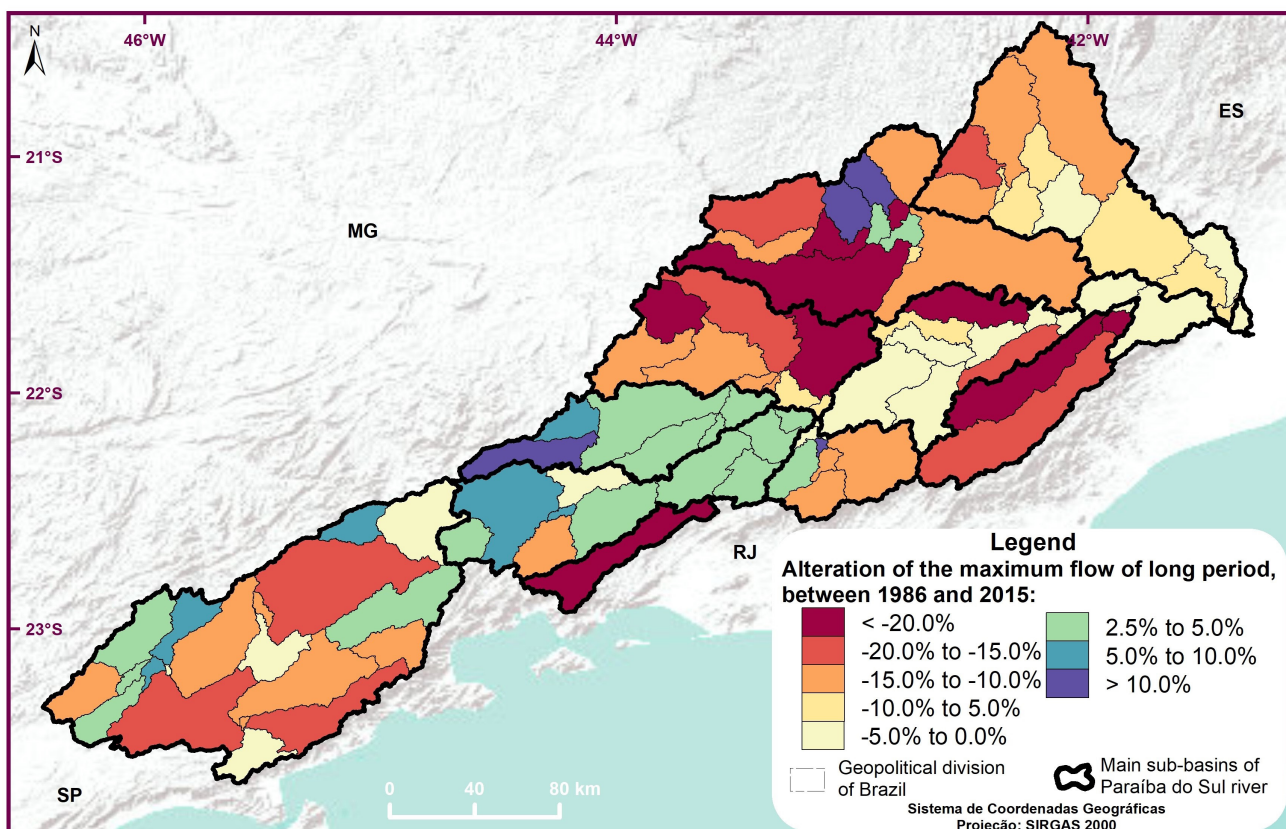 N
46°W
44°W
42°W
ES
21°S
MG
22°S
RJ
23°S
SP
0 40 80 km
Legend
Alteration of the maximum flow of long period,
between 1986 and 2015:
< -20.0%
-20.0% to -15.0%
-15.0% to -10.0%
-10.0% to 5.0%
-5.0% to 0.0%
2.5% to 5.0%
5.0% to 10.0%
> 10.0%
Geopolitical division
of Brazil
Main sub-basins of
Paraíba do Sul river
Sistema de Coordenadas Geográficas
Projeção: SIRGAS 2000